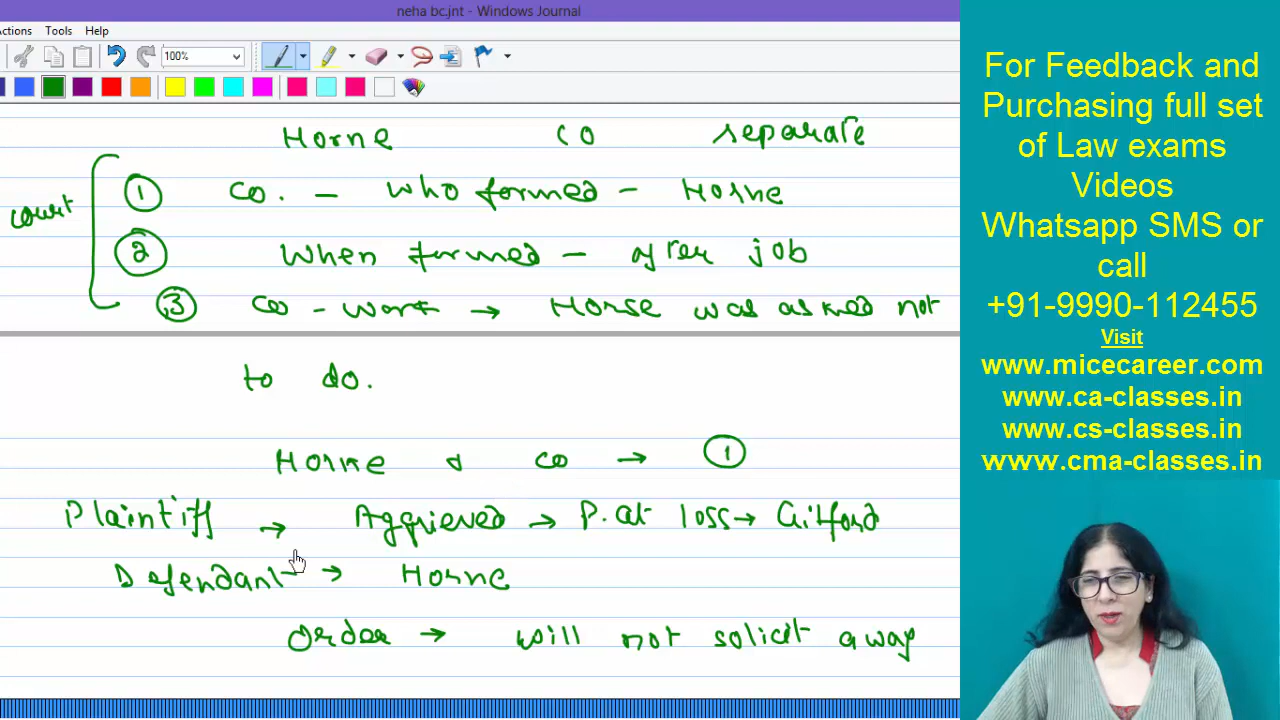 neha bc.jnt - Windows Journal
Actions Tools Help
100%
Horne co separate
court
① co. - who formed - Horne
② When formed - after job
③ co - work → Horse was asked not
to do.
Horne & co → ①
Plaintiff → Aggrieved → P. at loss → Gilford
Defendant → Horne
Order → will not solicit away
For Feedback and
Purchasing full set
of Law exams
Videos
Whatsapp SMS or
call
+91-9990-112455
Visit
www.micecareer.com
www.ca-classes.in
www.cs-classes.in
www.cma-classes.in